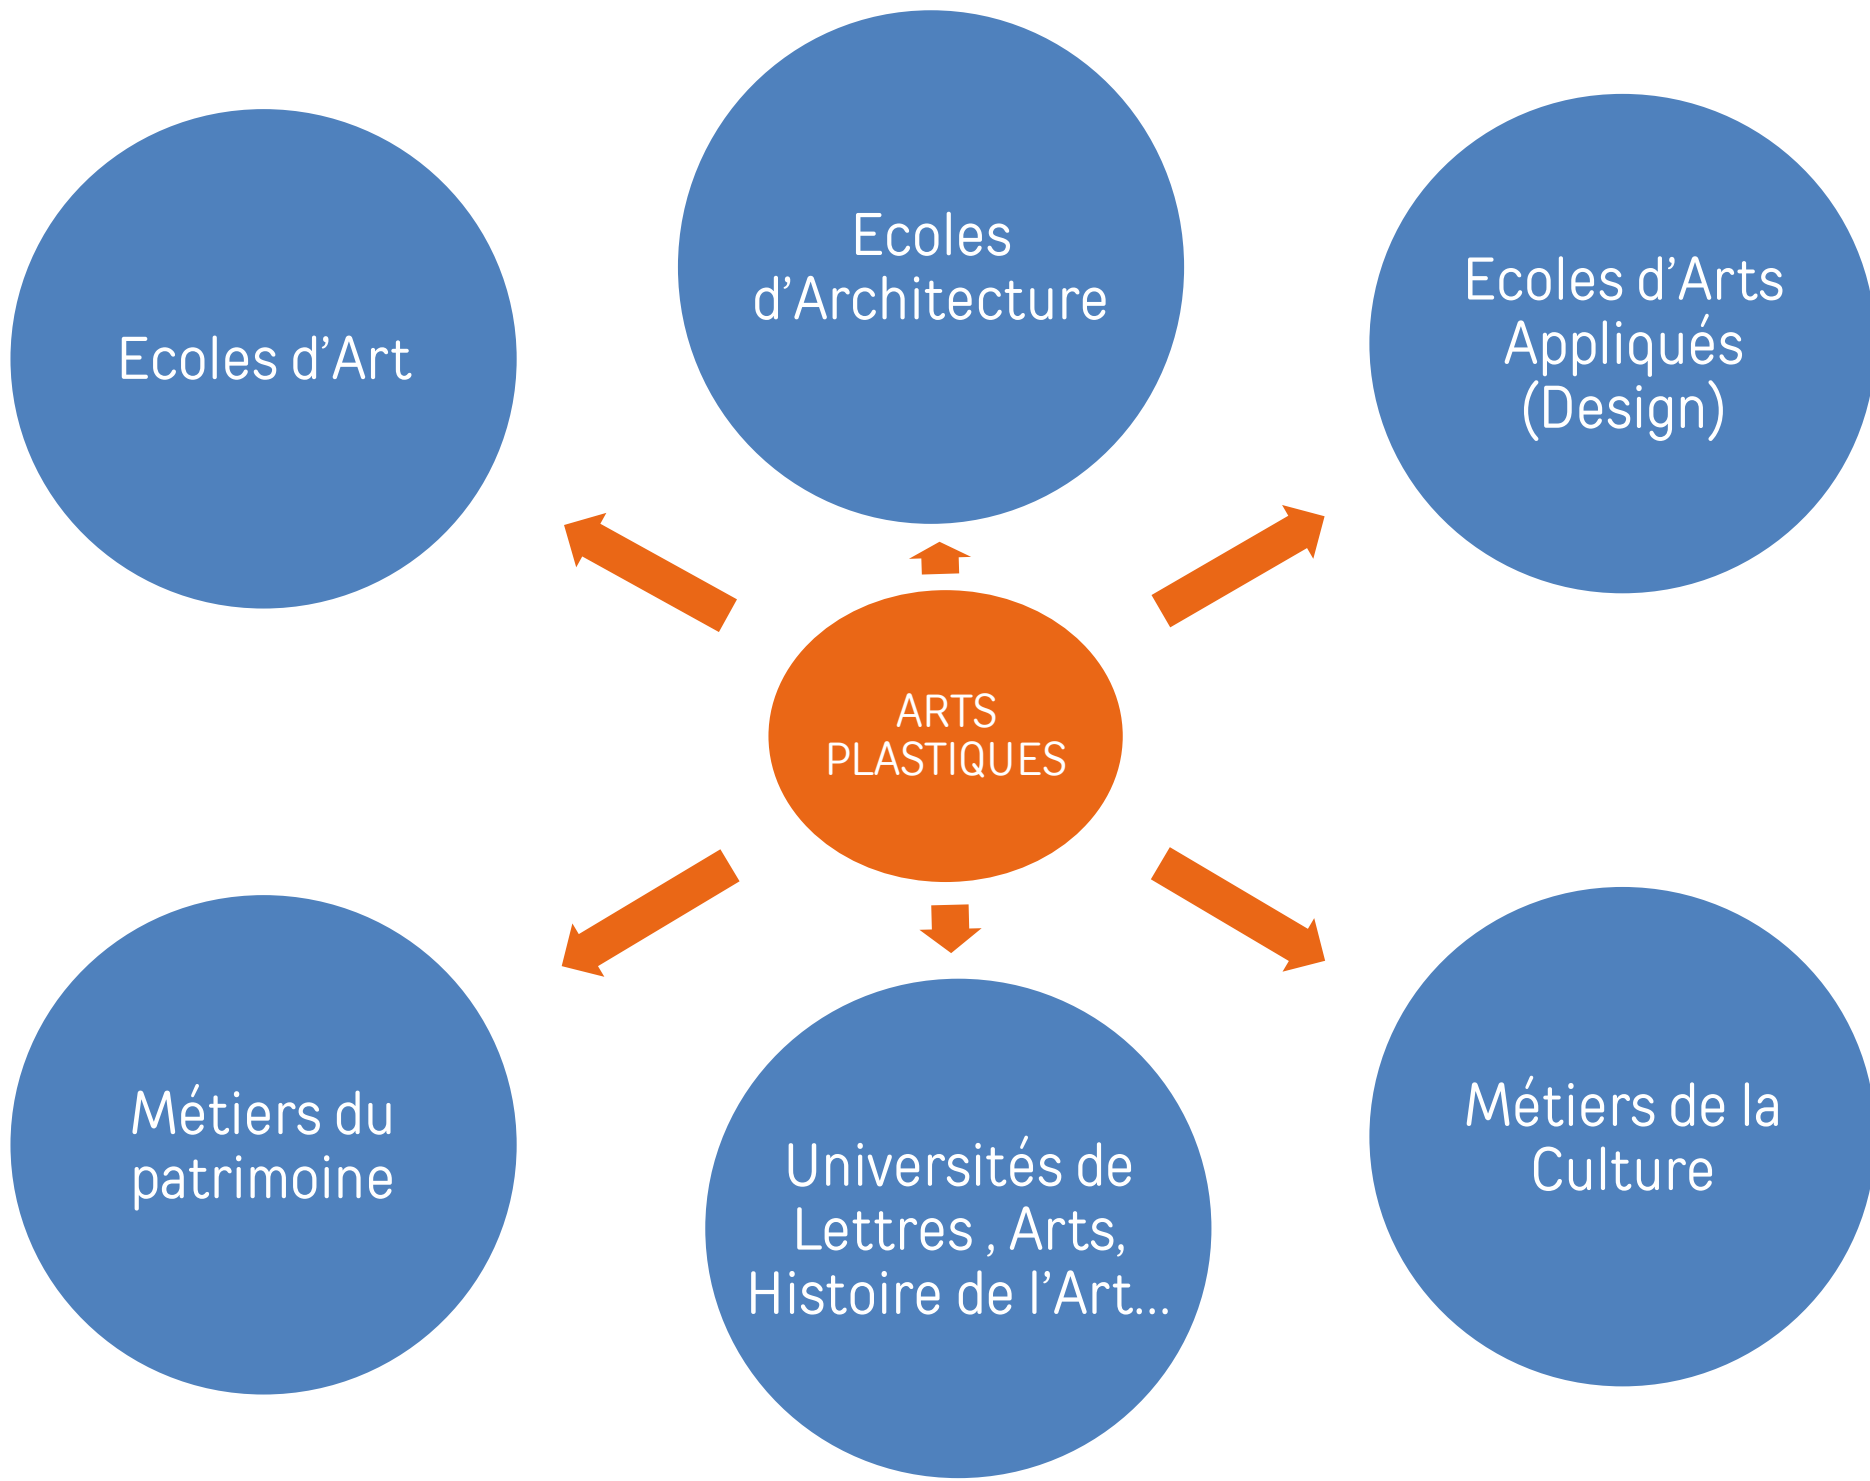 Ecoles d’Art
Ecoles
d’Architecture
Ecoles d’Arts
Appliqués
(Design)
ARTS
PLASTIQUES
Métiers du
patrimoine
Universités de
Lettres , Arts,
Histoire de l’Art...
Métiers de la
Culture